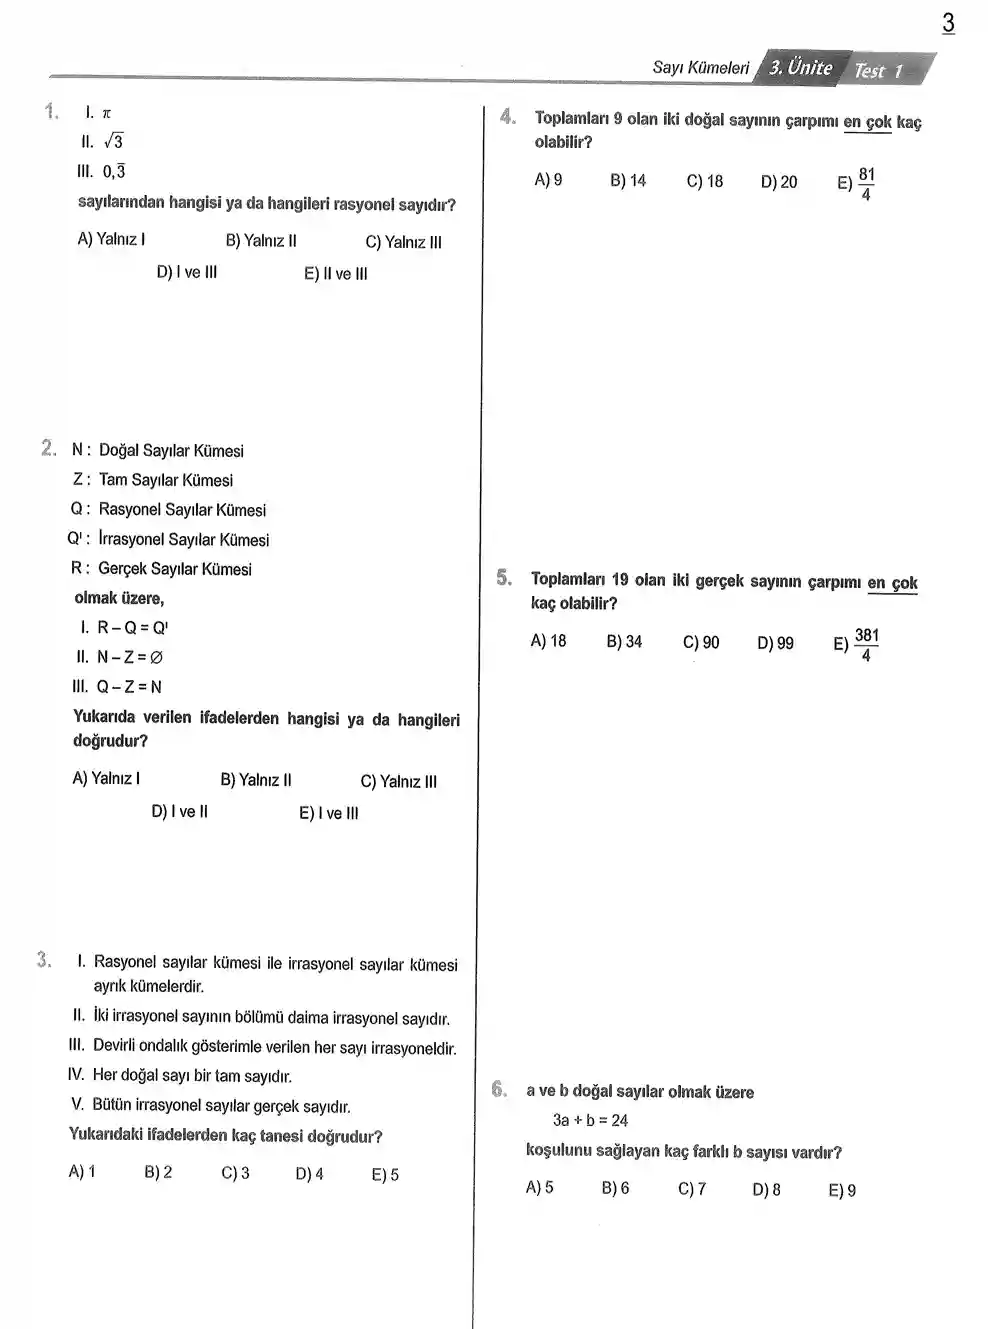 3
Sayı Kümeleri 3. Ünite Test 1
1. I. π
II. √3
III. 0,3̅
sayılarından hangisi ya da hangileri rasyonel sayıdır?
A) Yalnız I B) Yalnız II C) Yalnız III
D) I ve III E) II ve III
2. N : Doğal Sayılar Kümesi
Z : Tam Sayılar Kümesi
Q : Rasyonel Sayılar Kümesi
Q' : İrrasyonel Sayılar Kümesi
R : Gerçek Sayılar Kümesi
olmak üzere,
I. R – Q = Q'
II. N – Z = ∅
III. Q – Z = N
Yukarıda verilen ifadelerden hangisi ya da hangileri
doğrudur?
A) Yalnız I B) Yalnız II C) Yalnız III
D) I ve II E) I ve III
3. I. Rasyonel sayılar kümesi ile irrasyonel sayılar kümesi
ayrık kümelerdir.
II. İki irrasyonel sayının bölümü daima irrasyonel sayıdır.
III. Devirli ondalık gösterimle verilen her sayı irrasyoneldir.
IV. Her doğal sayı bir tam sayıdır.
V. Bütün irrasyonel sayılar gerçek sayıdır.
Yukarıdaki ifadelerden kaç tanesi doğrudur?
A) 1 B) 2 C) 3 D) 4 E) 5
4. Toplamları 9 olan iki doğal sayının çarpımı en çok kaç
olabilir?
A) 9 B) 14 C) 18 D) 20 E) 81/4
5. Toplamları 19 olan iki gerçek sayının çarpımı en çok
kaç olabilir?
A) 18 B) 34 C) 90 D) 99 E) 381/4
6. a ve b doğal sayılar olmak üzere
3a + b = 24
koşulunu sağlayan kaç farklı b sayısı vardır?
A) 5 B) 6 C) 7 D) 8 E) 9